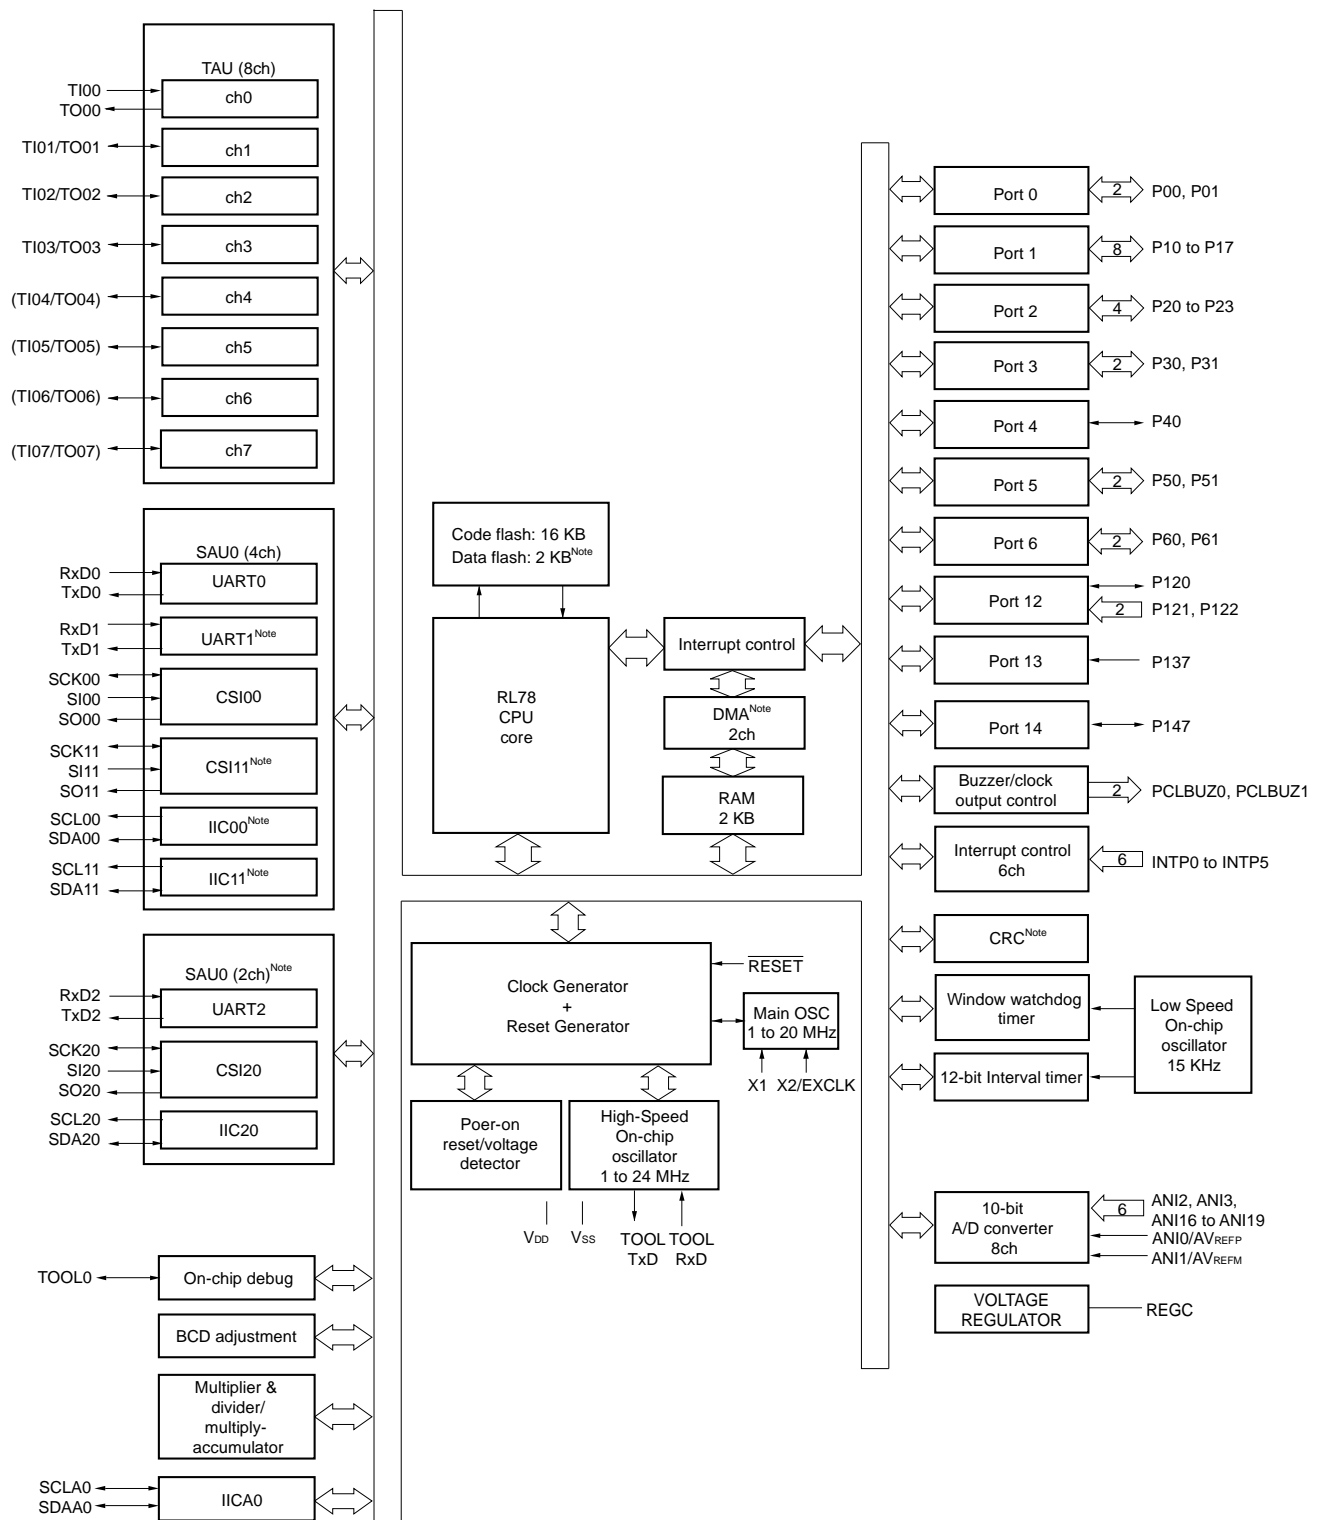 TAU (8ch)
TI00
TO00
ch0
TI01/TO01
ch1
TI02/TO02
ch2
TI03/TO03
ch3
(TI04/TO04)
ch4
(TI05/TO05)
ch5
(TI06/TO06)
ch6
(TI07/TO07)
ch7
SAU0 (4ch)
RxD0
TxD0
UART0
RxD1
TxD1
UART1Note
SCK00
SI00
SO00
CSI00
SCK11
SI11
SO11
CSI11Note
SCL00
SDA00
IIC00Note
SCL11
SDA11
IIC11Note
SAU0 (2ch)Note
RxD2
TxD2
UART2
SCK20
SI20
SO20
CSI20
SCL20
SDA20
IIC20
TOOL0
On-chip debug
BCD adjustment
Multiplier &
divider/
multiply-
accumulator
SCLA0
SDAA0
IICA0
Code flash: 16 KB
Data flash: 2 KBNote
RL78
CPU
core
Interrupt control
DMANote
2ch
RAM
2 KB
Clock Generator
+
Reset Generator
RESET
Main OSC
1 to 20 MHz
X1 X2/EXCLK
Poer-on
reset/voltage
detector
High-Speed
On-chip
oscillator
1 to 24 MHz
VDD
VSS
TOOL
TxD
TOOL
RxD
Port 0
2
P00, P01
Port 1
8
P10 to P17
Port 2
4
P20 to P23
Port 3
2
P30, P31
Port 4
P40
Port 5
2
P50, P51
Port 6
2
P60, P61
Port 12
P120
2
P121, P122
Port 13
P137
Port 14
P147
Buzzer/clock
output control
2
PCLBUZ0, PCLBUZ1
Interrupt control
6ch
6
INTP0 to INTP5
CRCNote
Window watchdog
timer
12-bit Interval timer
Low Speed
On-chip
oscillator
15 KHz
10-bit
A/D converter
8ch
6
ANI2, ANI3,
ANI16 to ANI19
ANI0/AVREFP
ANI1/AVREFM
VOLTAGE
REGULATOR
REGC